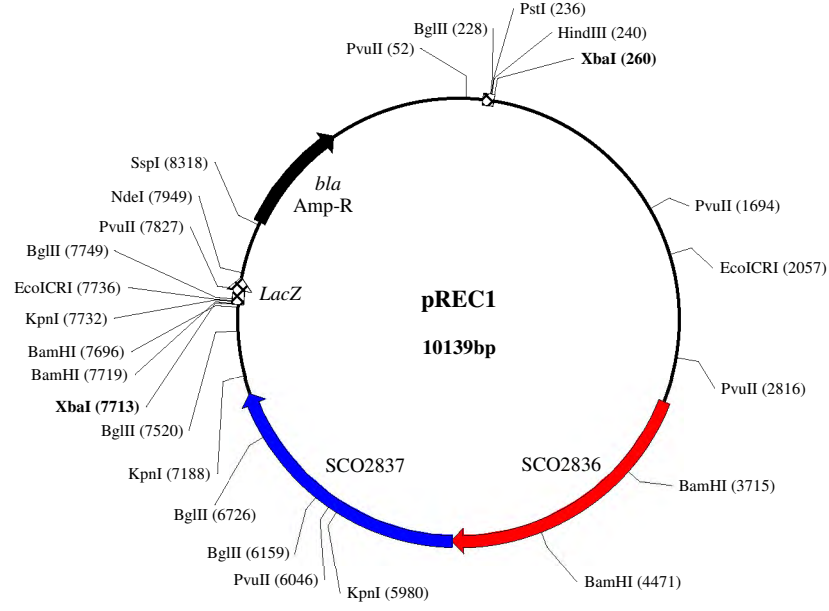 PstI (236)
BglII (228)
HindIII (240)
PvuII (52)
XbaI (260)
SspI (8318)
bla
Amp-R
NdeI (7949)
PvuII (7827)
BglII (7749)
EcoICRI (7736)
LacZ
KpnI (7732)
BamHI (7696)
BamHI (7719)
XbaI (7713)
BglII (7520)
KpnI (7188)
BglII (6726)
BglII (6159)
PvuII (6046)
KpnI (5980)
SCO2837
pREC1
10139bp
PvuII (1694)
EcoICRI (2057)
PvuII (2816)
SCO2836
BamHI (3715)
BamHI (4471)